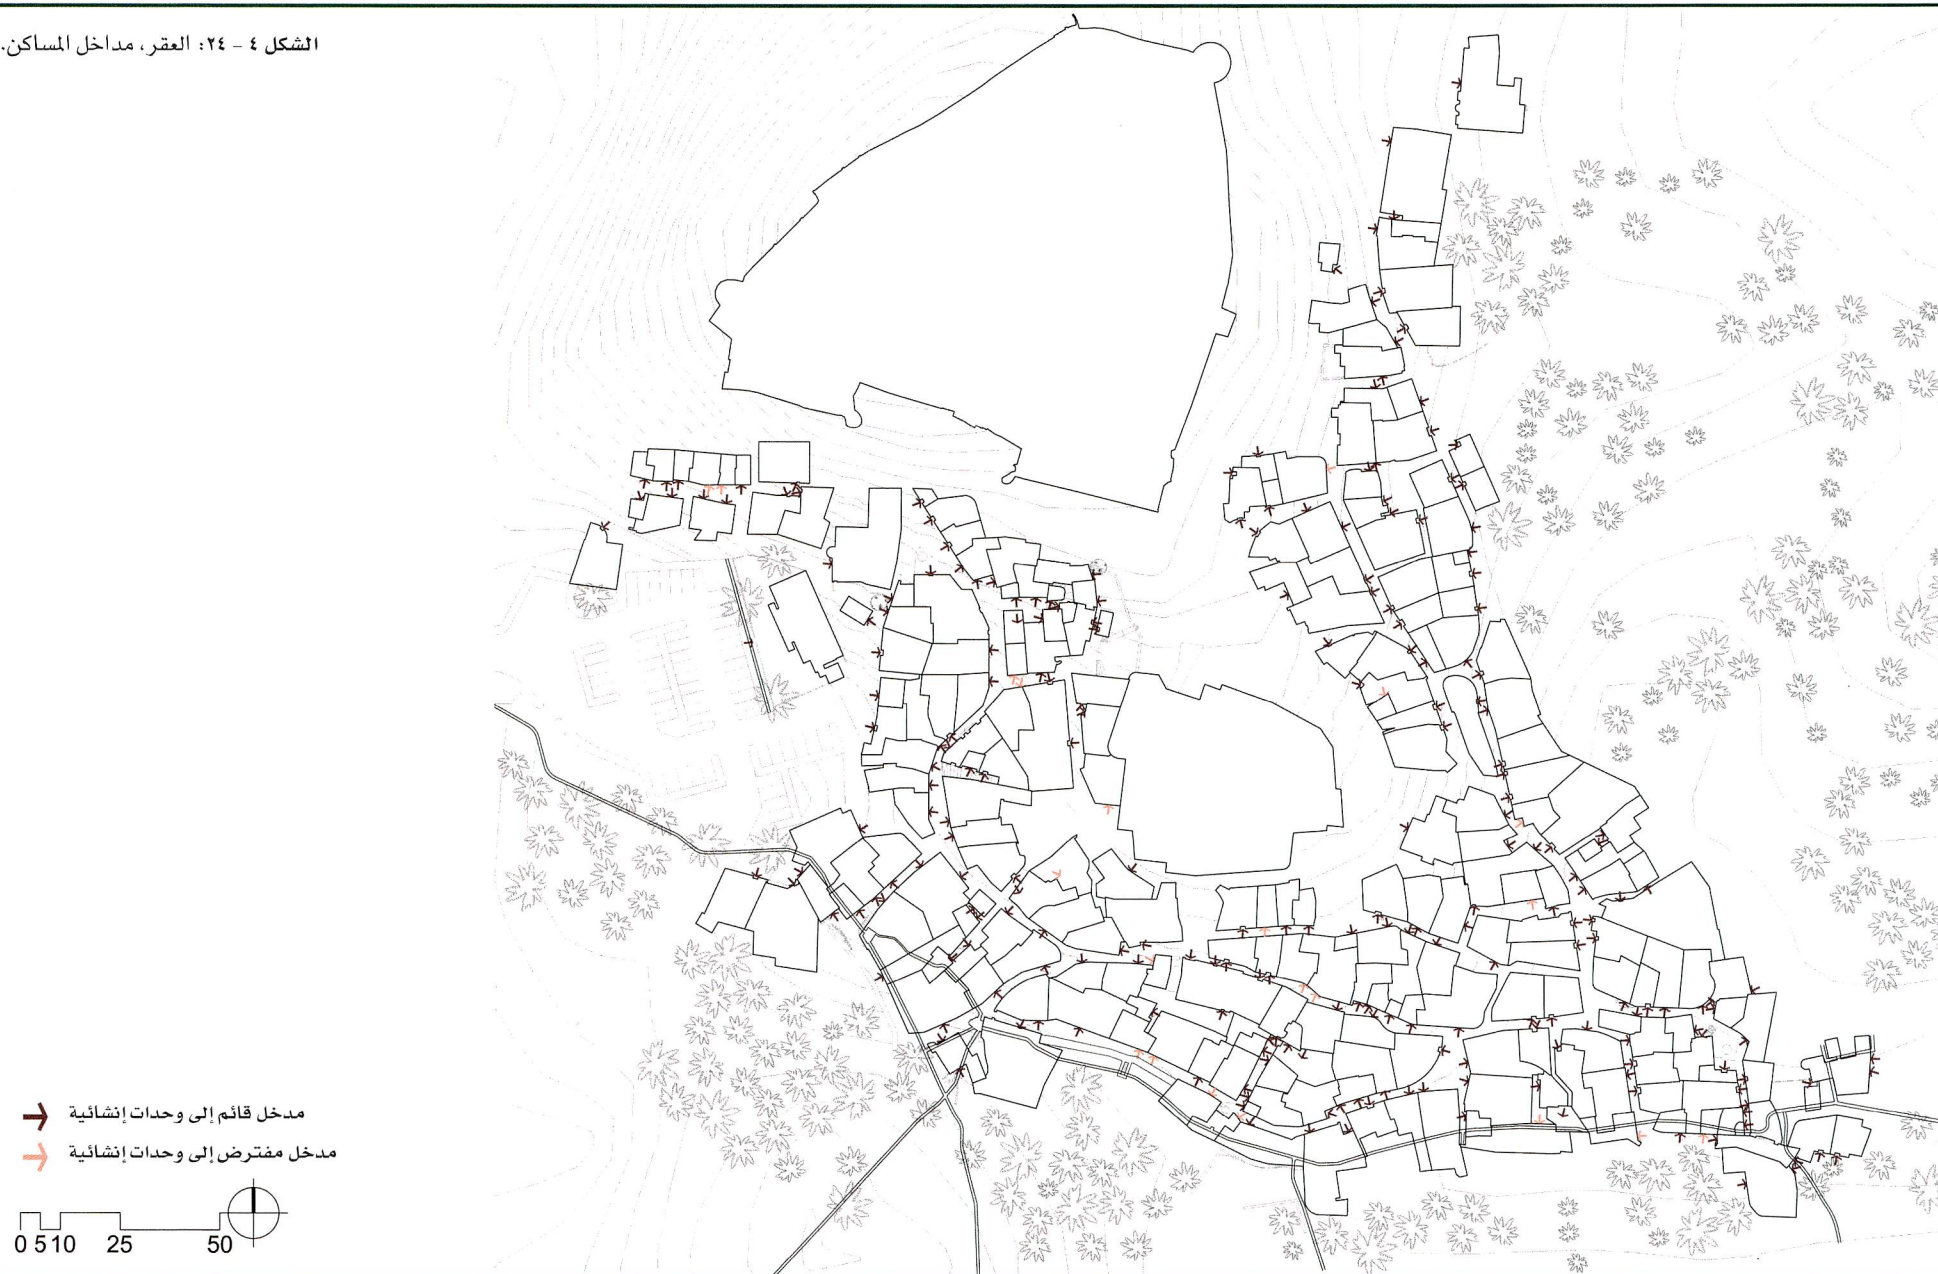 الشكل ٤ - ٢٤: العقر، مداخل المساكن.
مدخل قائم إلى وحدات إنشائية
مدخل مفترض إلى وحدات إنشائية
0 5 10 25 50